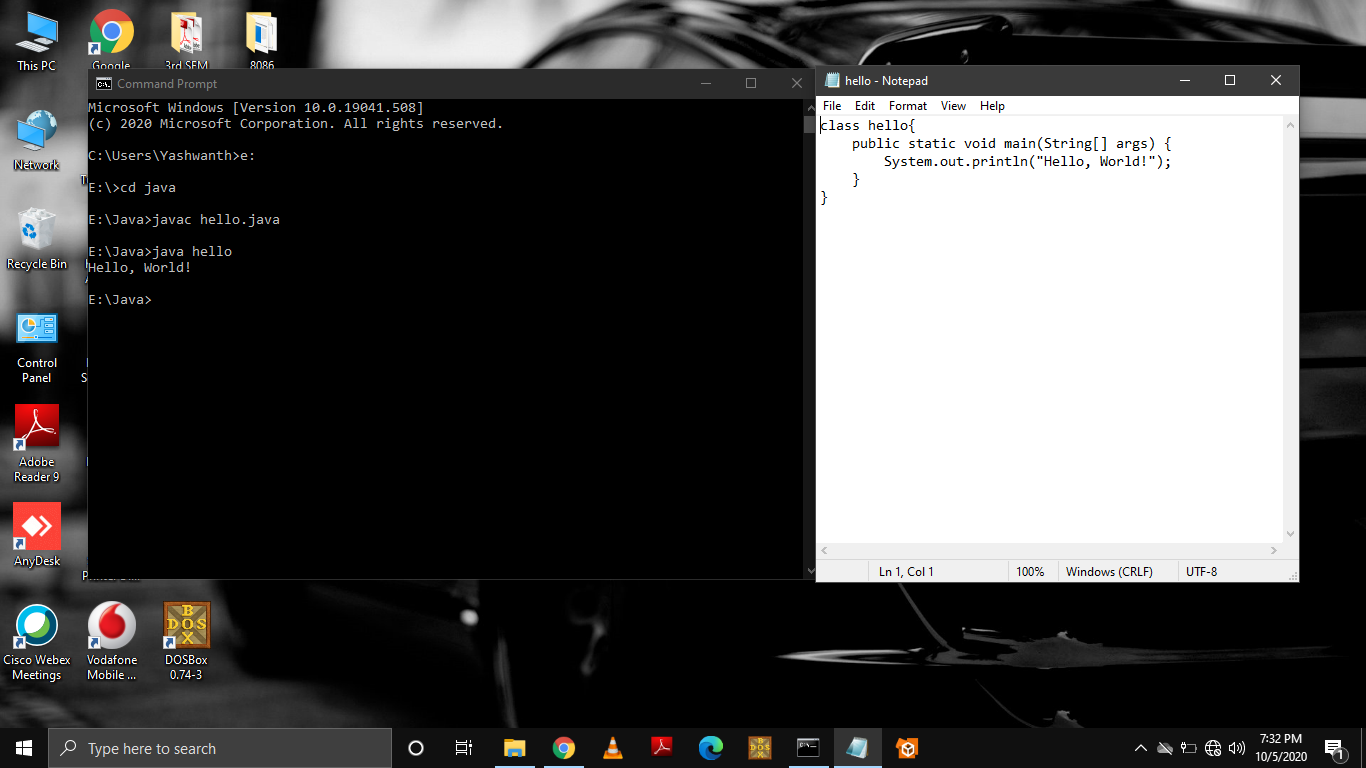 This PC
Google
3rd SEM
8086
Network
Recycle Bin
Control
Panel
Adobe
Reader 9
AnyDesk
Cisco Webex
Meetings
Vodafone
Mobile ...
BOX
DOS
DOSBox
0.74-3
Command Prompt
Microsoft Windows [Version 10.0.19041.508]
(c) 2020 Microsoft Corporation. All rights reserved.
C:\Users\Yashwanth>e:
E:\>cd java
E:\Java>javac hello.java
E:\Java>java hello
Hello, World!
E:\Java>
hello - Notepad
File Edit Format View Help
class hello{
    public static void main(String[] args) {
        System.out.println("Hello, World!");
    }
}
Ln 1, Col 1 100% Windows (CRLF) UTF-8
Type here to search
7:32 PM
10/5/2020
1